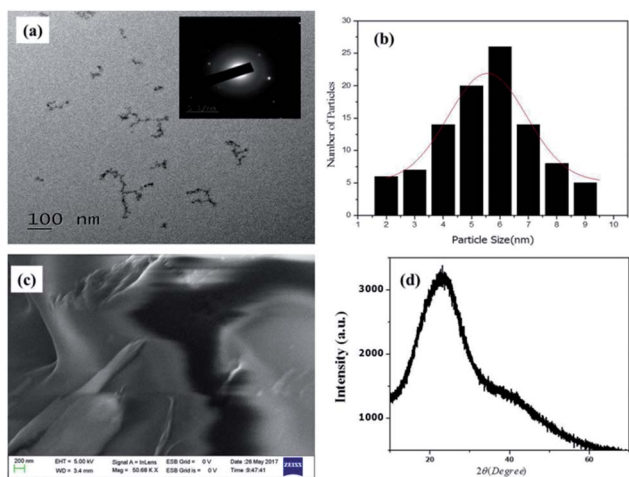 (a)
100 nm
(b)
Number of Particles
30
25
20
15
10
5
0
1 2 3 4 5 6 7 8 9 10
Particle Size(nm)
(c)
200 nm
EHT = 5.00 kV
WD = 3.4 mm
Signal A = InLens
Mag = 50.68 K X
ESB Grid = 0 V
ESB Grid is = 0 V
Date :26 May 2017
Time :9:47:41
ZEISS
(d)
Intensity (a.u.)
3000
2000
1000
20 40 60
2θ(Degree)